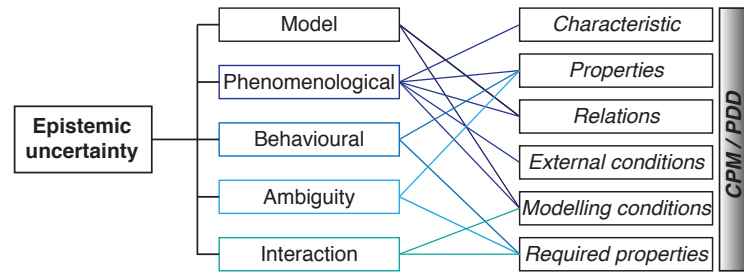 Epistemic
uncertainty
Model
Phenomenological
Behavioural
Ambiguity
Interaction
Characteristic
Properties
Relations
External conditions
Modelling conditions
Required properties
CPM / PDD